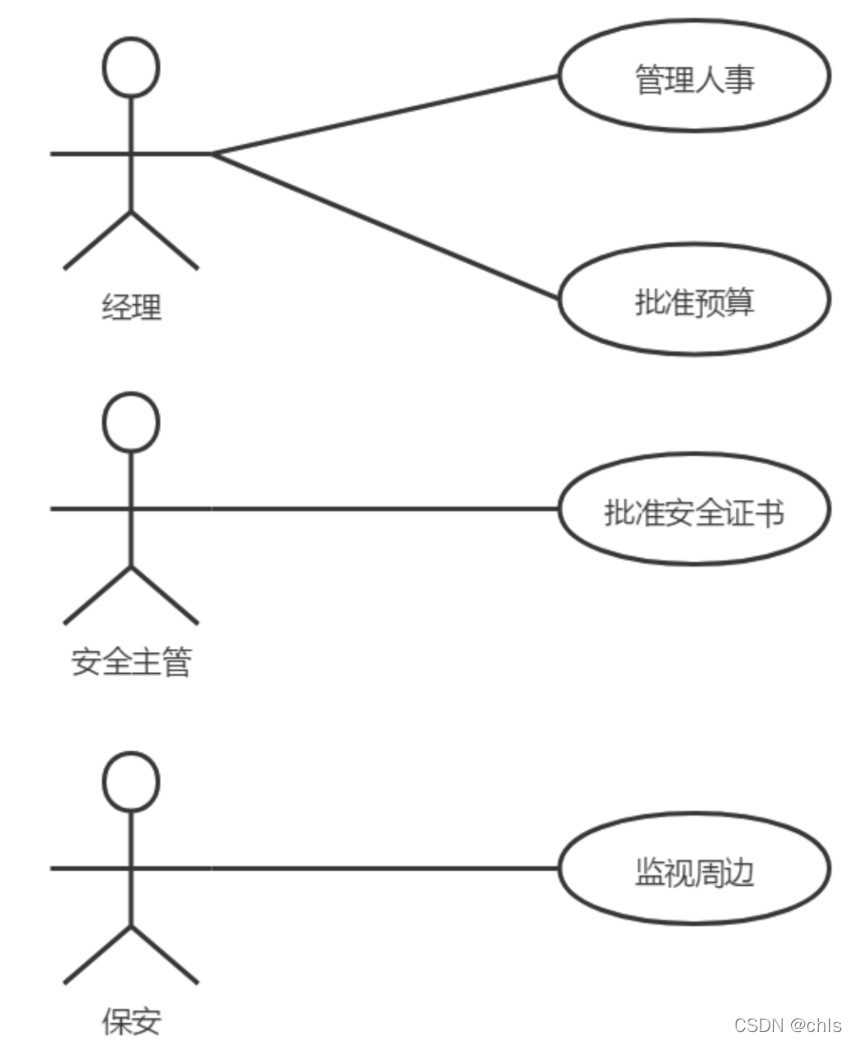 管理人事
批准预算
经理
批准安全证书
安全主管
监视周边
保安
CSDN @chls